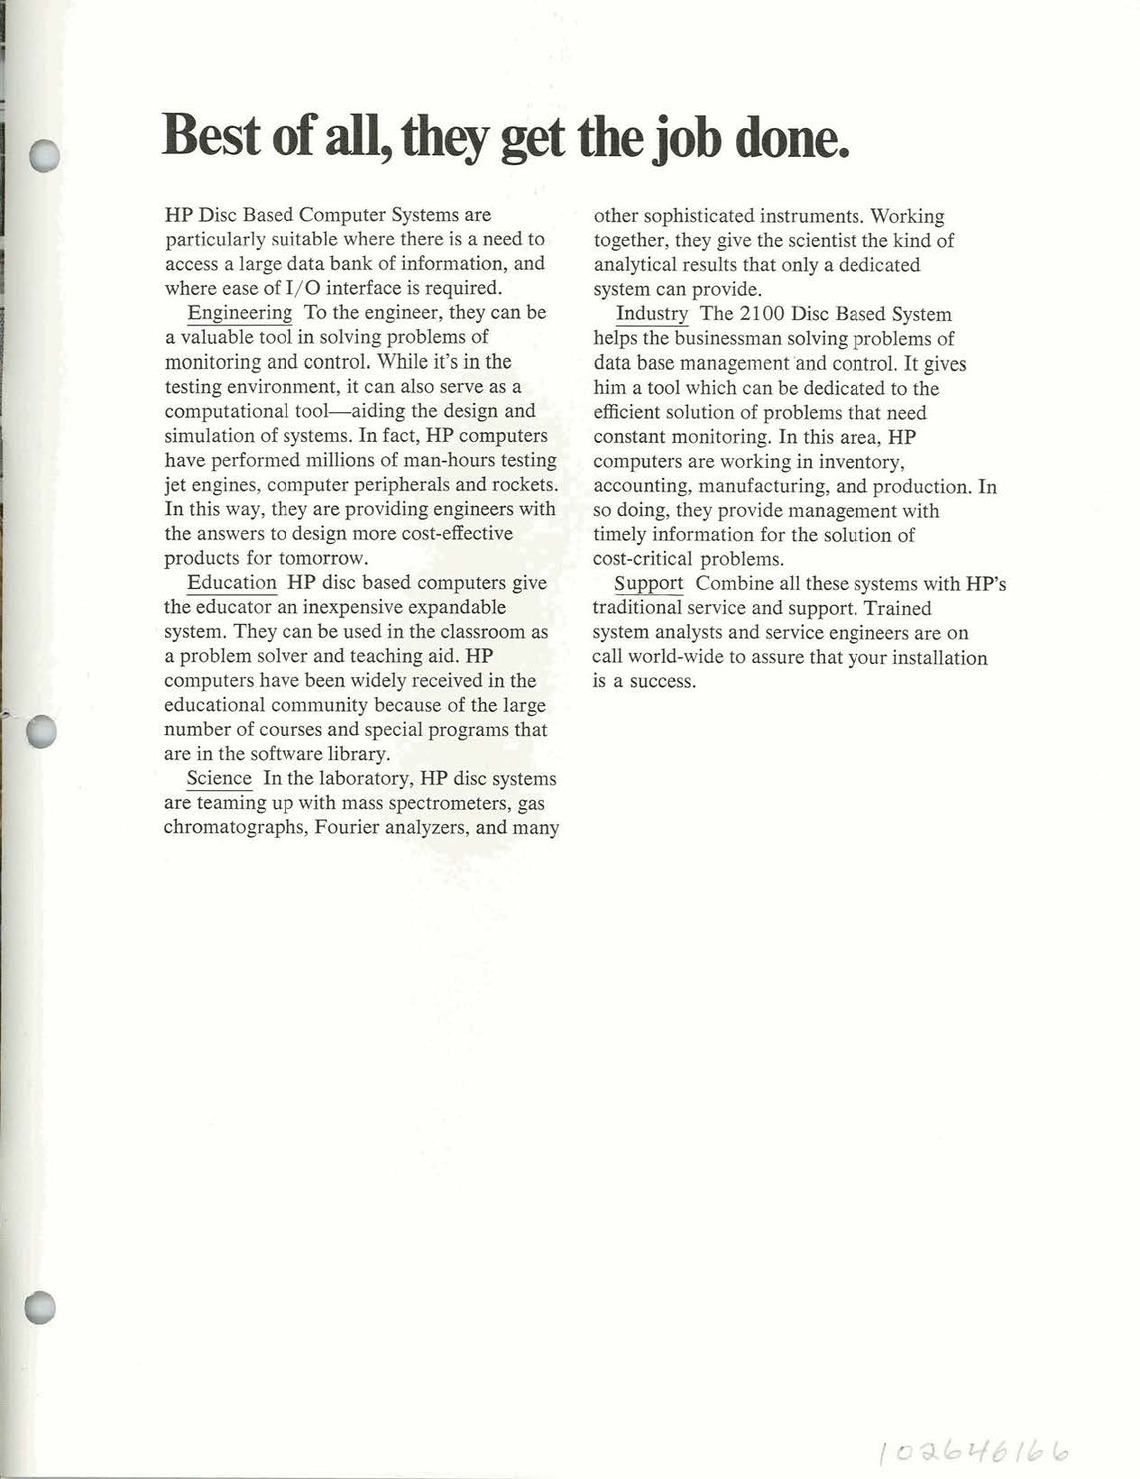 Best of all, they get the job done.
HP Disc Based Computer Systems are
particularly suitable where there is a need to
access a large data bank of information, and
where ease of I/O interface is required.
Engineering To the engineer, they can be
a valuable tool in solving problems of
monitoring and control. While it's in the
testing environment, it can also serve as a
computational tool—aiding the design and
simulation of systems. In fact, HP computers
have performed millions of man-hours testing
jet engines, computer peripherals and rockets.
In this way, they are providing engineers with
the answers to design more cost-effective
products for tomorrow.
Education HP disc based computers give
the educator an inexpensive expandable
system. They can be used in the classroom as
a problem solver and teaching aid. HP
computers have been widely received in the
educational community because of the large
number of courses and special programs that
are in the software library.
Science In the laboratory, HP disc systems
are teaming up with mass spectrometers, gas
chromatographs, Fourier analyzers, and many
other sophisticated instruments. Working
together, they give the scientist the kind of
analytical results that only a dedicated
system can provide.
Industry The 2100 Disc Based System
helps the businessman solving problems of
data base management and control. It gives
him a tool which can be dedicated to the
efficient solution of problems that need
constant monitoring. In this area, HP
computers are working in inventory,
accounting, manufacturing, and production. In
so doing, they provide management with
timely information for the solution of
cost-critical problems.
Support Combine all these systems with HP's
traditional service and support. Trained
system analysts and service engineers are on
call world-wide to assure that your installation
is a success.
102646166